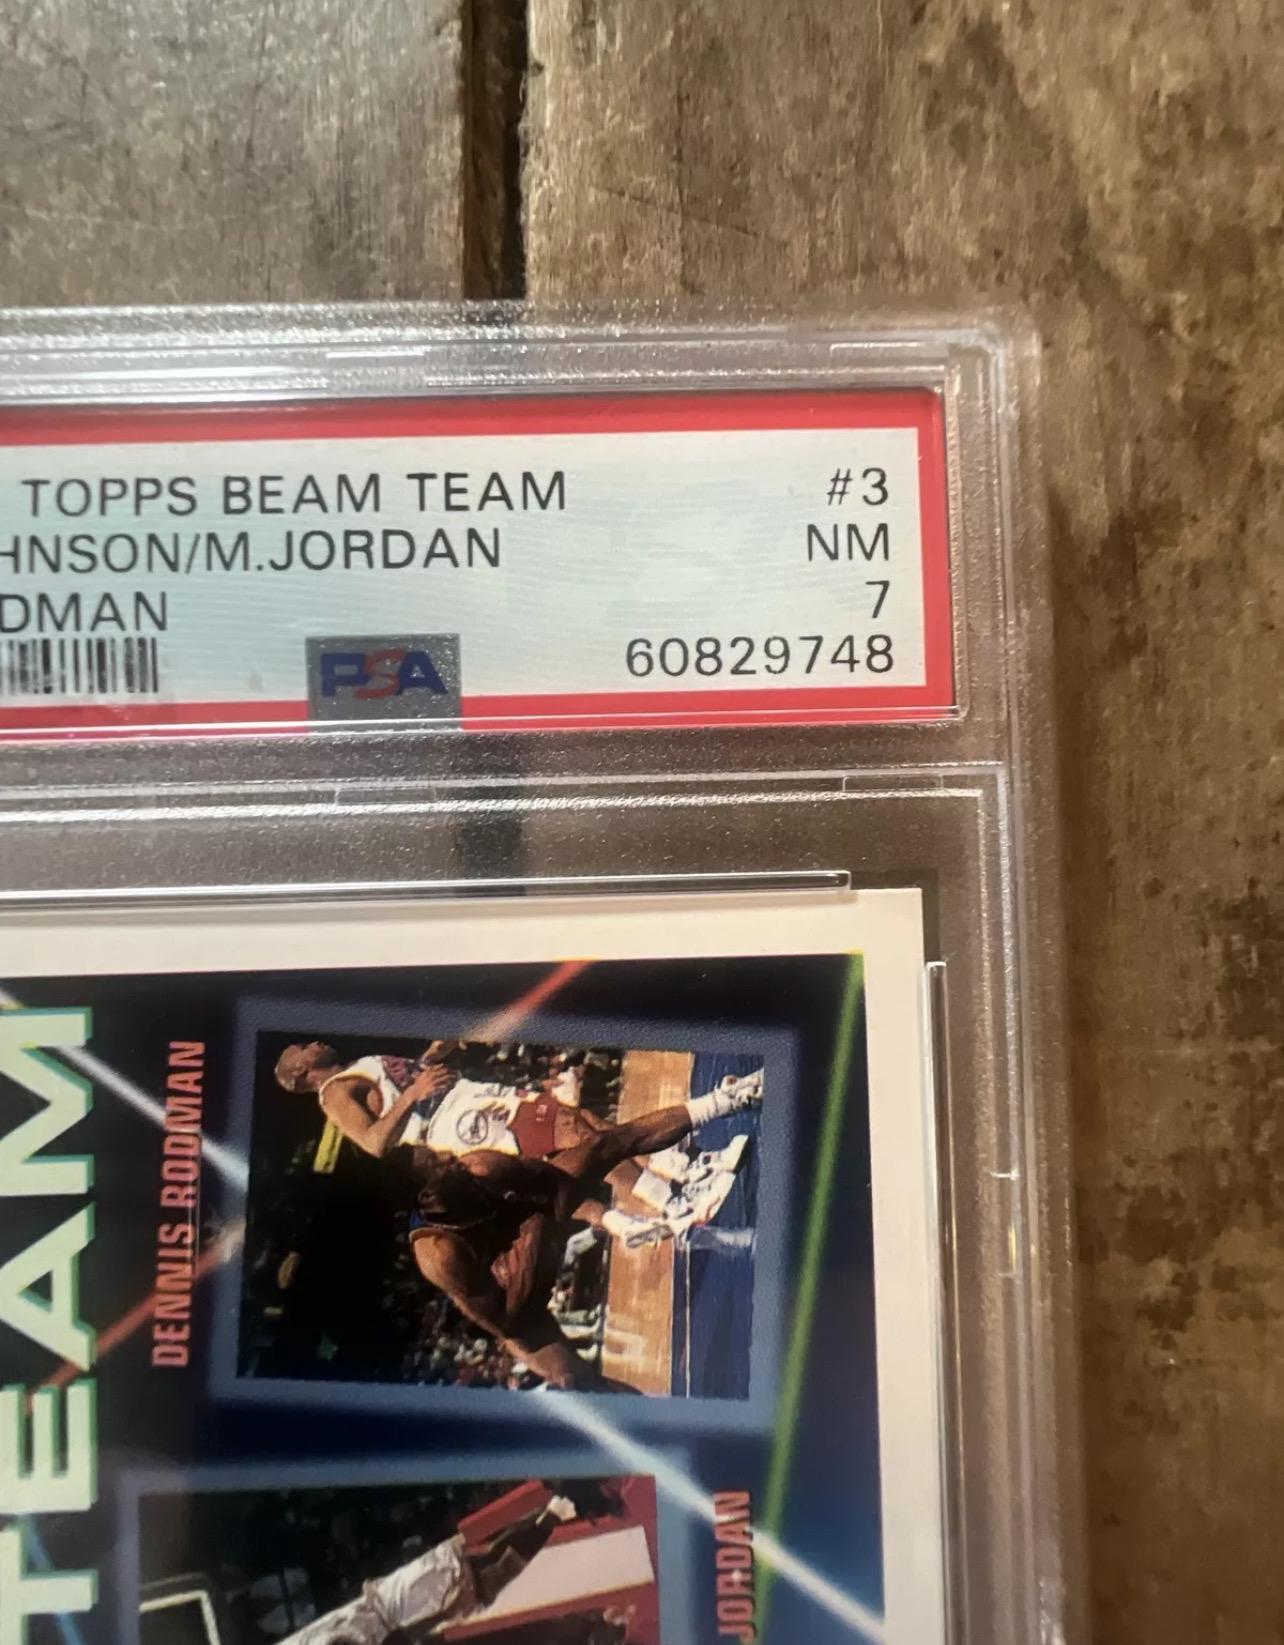 TOPPS BEAM TEAM #3
HNSON/M.JORDAN NM
DMAN 7
PSA 60829748
TEAM
DENNIS RODMAN
JORDAN